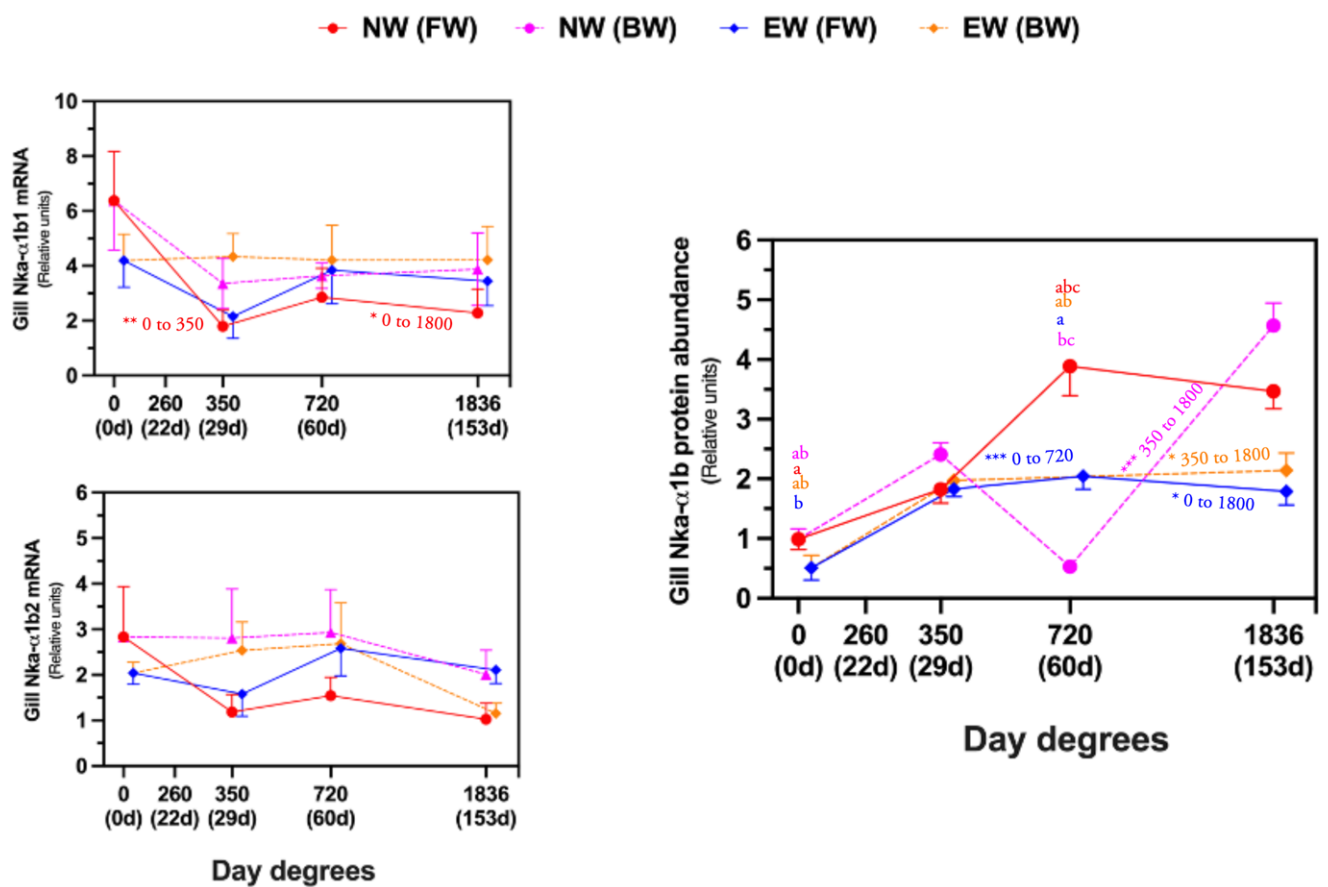 NW (FW) NW (BW) EW (FW) EW (BW)
Gill Nka-α1b1 mRNA
(Relative units)
10
8
6
4
2
0
** 0 to 350 * 0 to 1800
0 260 350 720 1836
(0d) (22d) (29d) (60d) (153d)
Gill Nka-α1b2 mRNA
(Relative units)
6
5
4
3
2
1
0
0 260 350 720 1836
(0d) (22d) (29d) (60d) (153d)
Day degrees
Gill Nka-α1b protein abundance
(Relative units)
6
5
4
3
2
1
0
abc
ab
a
bc
ab
a
ab
b
*** 0 to 720
*** 350 to 1800
* 350 to 1800
* 0 to 1800
0 260 350 720 1836
(0d) (22d) (29d) (60d) (153d)
Day degrees